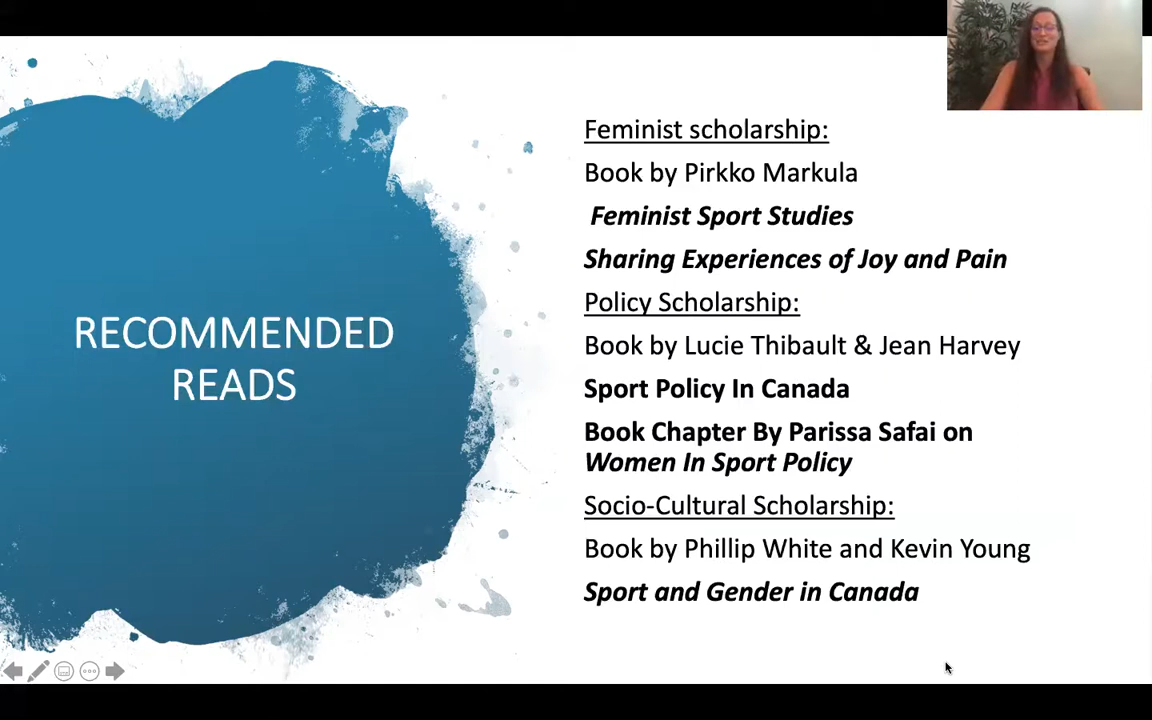 RECOMMENDED
READS
Feminist scholarship:
Book by Pirkko Markula
Feminist Sport Studies
Sharing Experiences of Joy and Pain
Policy Scholarship:
Book by Lucie Thibault & Jean Harvey
Sport Policy In Canada
Book Chapter By Parissa Safai on
Women In Sport Policy
Socio-Cultural Scholarship:
Book by Phillip White and Kevin Young
Sport and Gender in Canada